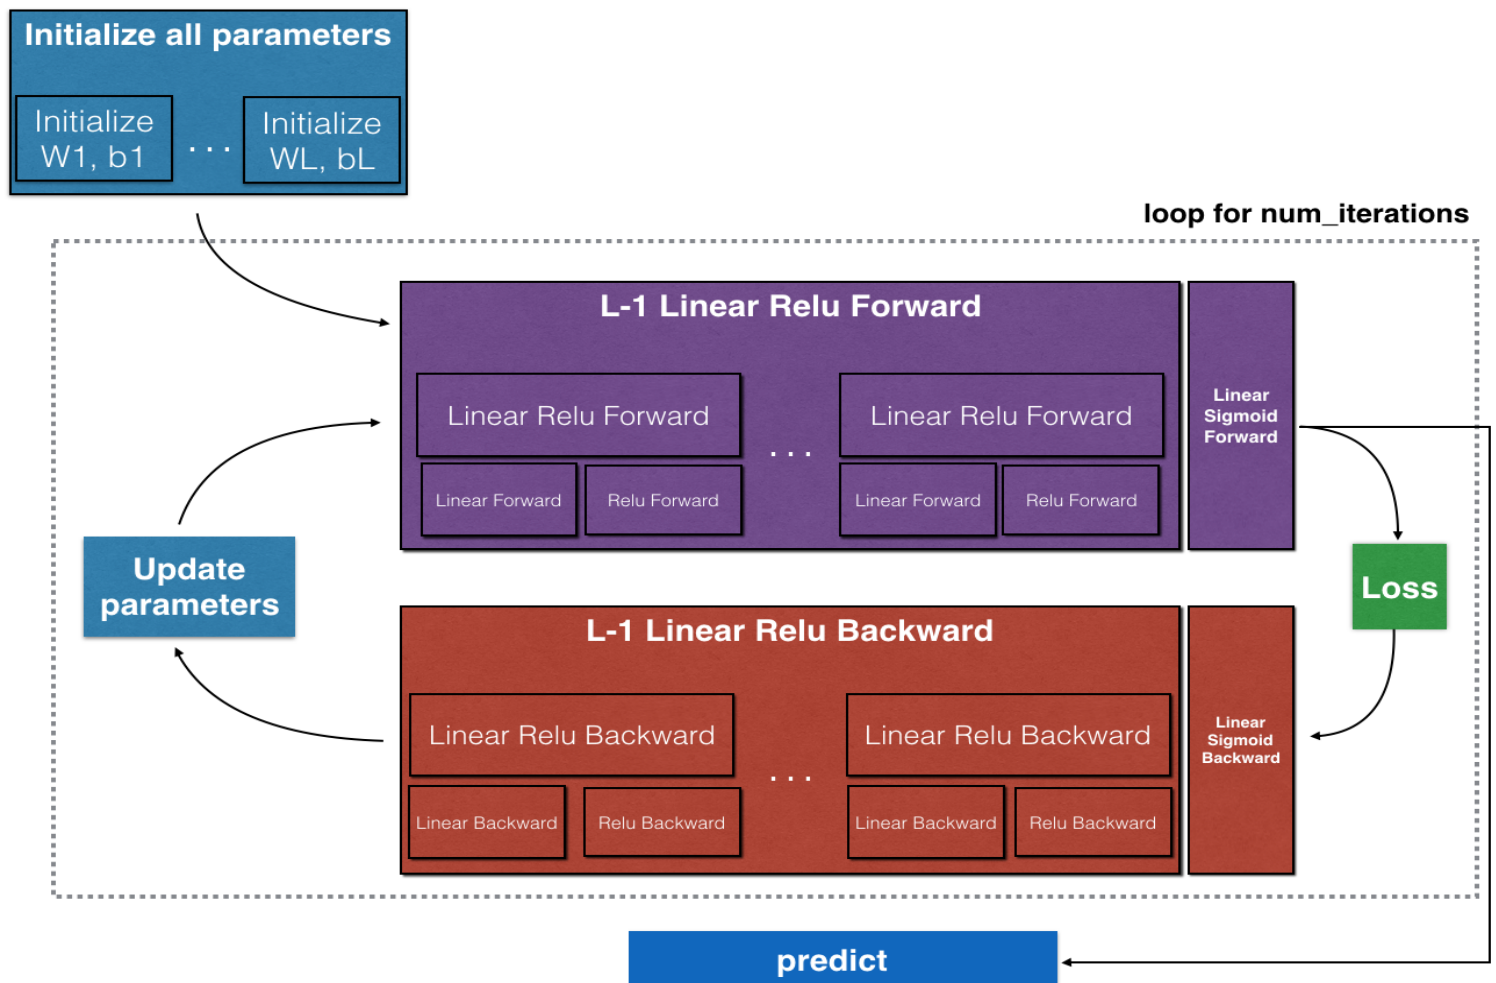 Initialize all parameters
Initialize
W1, b1
. . .
Initialize
WL, bL
loop for num_iterations
L-1 Linear Relu Forward
Linear Relu Forward
. . .
Linear Relu Forward
Linear Forward
Relu Forward
Linear Forward
Relu Forward
Linear
Sigmoid
Forward
Update
parameters
Loss
L-1 Linear Relu Backward
Linear Relu Backward
. . .
Linear Relu Backward
Linear Backward
Relu Backward
Linear Backward
Relu Backward
Linear
Sigmoid
Backward
predict